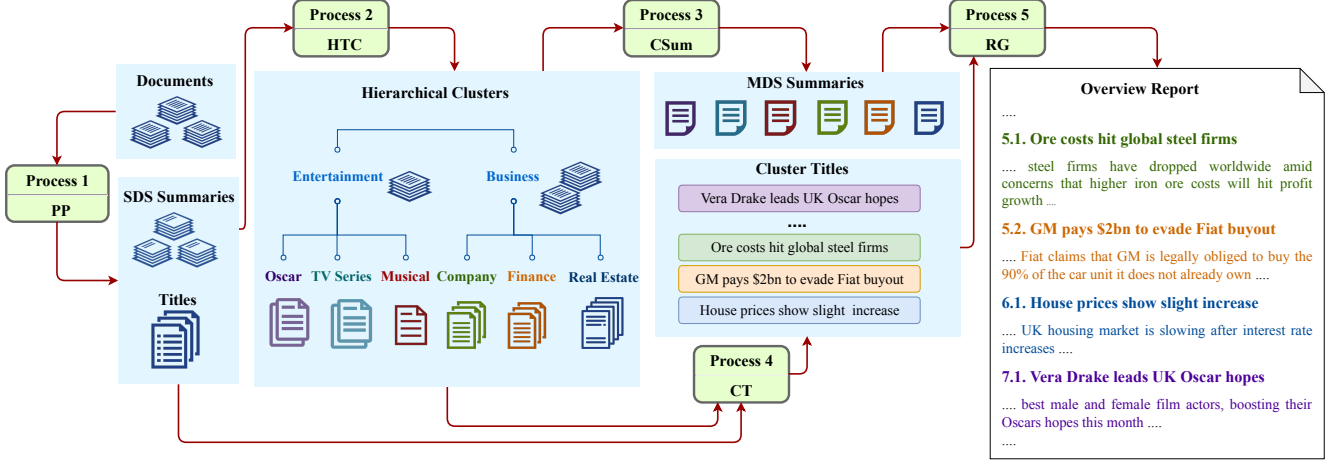 Process 1
PP
Documents
SDS Summaries
Titles
Process 2
HTC
Hierarchical Clusters
Entertainment
Business
Oscar
TV Series
Musical
Company
Finance
Real Estate
Process 3
CSum
MDS Summaries
Cluster Titles
Vera Drake leads UK Oscar hopes
....
Ore costs hit global steel firms
GM pays $2bn to evade Fiat buyout
House prices show slight increase
Process 4
CT
Process 5
RG
Overview Report
....
5.1. Ore costs hit global steel firms
.... steel firms have dropped worldwide amid
concerns that higher iron ore costs will hit profit
growth ....
5.2. GM pays $2bn to evade Fiat buyout
.... Fiat claims that GM is legally obliged to buy the
90% of the car unit it does not already own ....
6.1. House prices show slight increase
.... UK housing market is slowing after interest rate
increases ....
7.1. Vera Drake leads UK Oscar hopes
.... best male and female film actors, boosting their
Oscars hopes this month ....
....